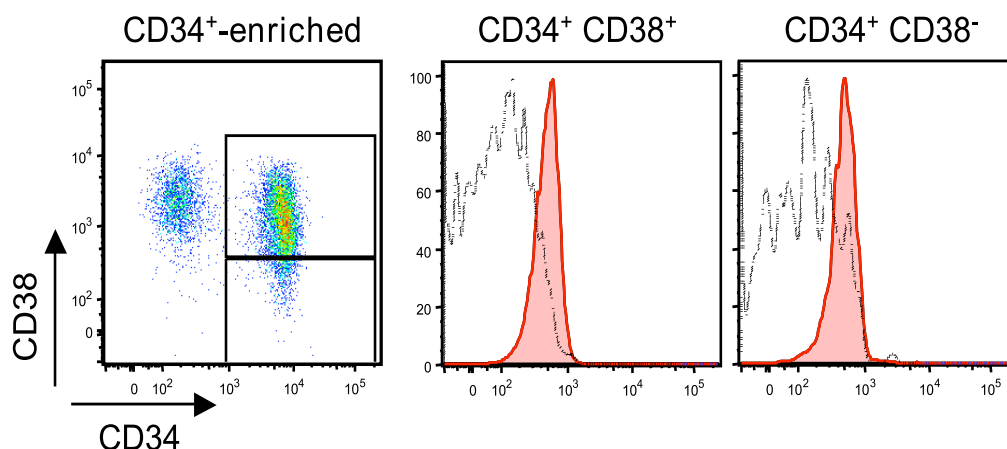 CD34⁺-enriched
CD34⁺ CD38⁺
CD34⁺ CD38⁻
10⁵
10⁴
10³
10²
0
CD38
0 10² 10³ 10⁴ 10⁵
CD34
100
80
60
40
20
0
0 10² 10³ 10⁴ 10⁵
0 10² 10³ 10⁴ 10⁵